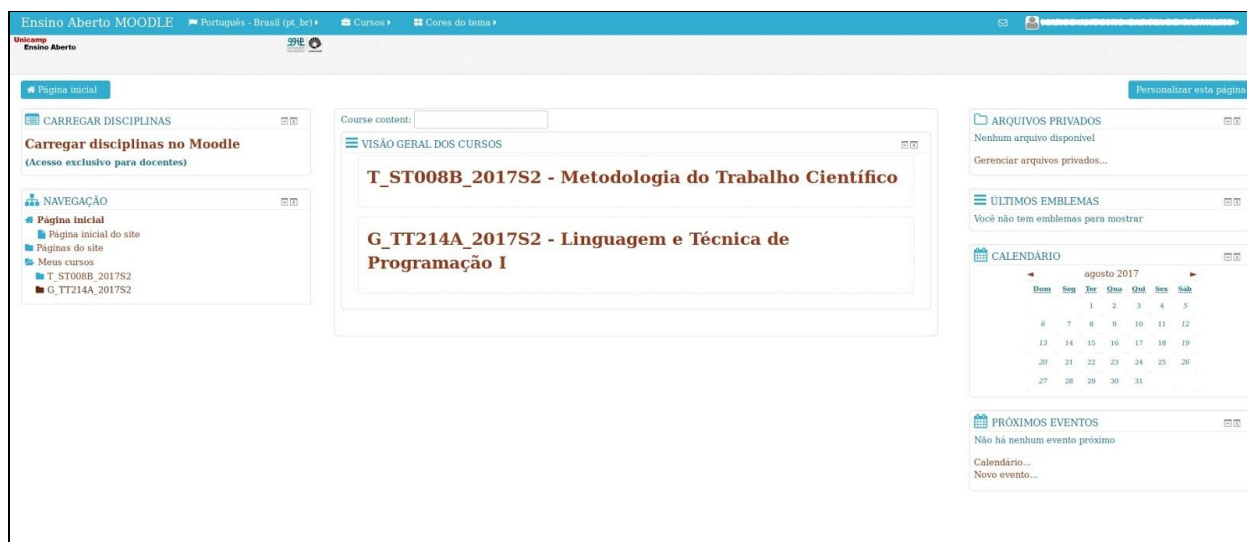 Ensino Aberto MOODLE
Português - Brasil (pt_br)
Cursos
Cores do tema
Unicamp
Ensino Aberto
Página inicial
Personalizar esta página
CARREGAR DISCIPLINAS
Carregar disciplinas no Moodle
(Acesso exclusivo para docentes)
NAVEGAÇÃO
Página inicial
Página inicial do site
Páginas do site
Meus cursos
T_ST008B_2017S2
G_TT214A_2017S2
Course content:
VISÃO GERAL DOS CURSOS
T_ST008B_2017S2 - Metodologia do Trabalho Científico
G_TT214A_2017S2 - Linguagem e Técnica de
Programação I
ARQUIVOS PRIVADOS
Nenhum arquivo disponível
Gerenciar arquivos privados...
ÚLTIMOS EMBLEMAS
Você não tem emblemas para mostrar
CALENDÁRIO
◄ agosto 2017 ►
Dom Seg Ter Qua Qui Sex Sáb
1 2 3 4 5
6 7 8 9 10 11 12
13 14 15 16 17 18 19
20 21 22 23 24 25 26
27 28 29 30 31
PRÓXIMOS EVENTOS
Não há nenhum evento próximo
Calendário...
Novo evento...